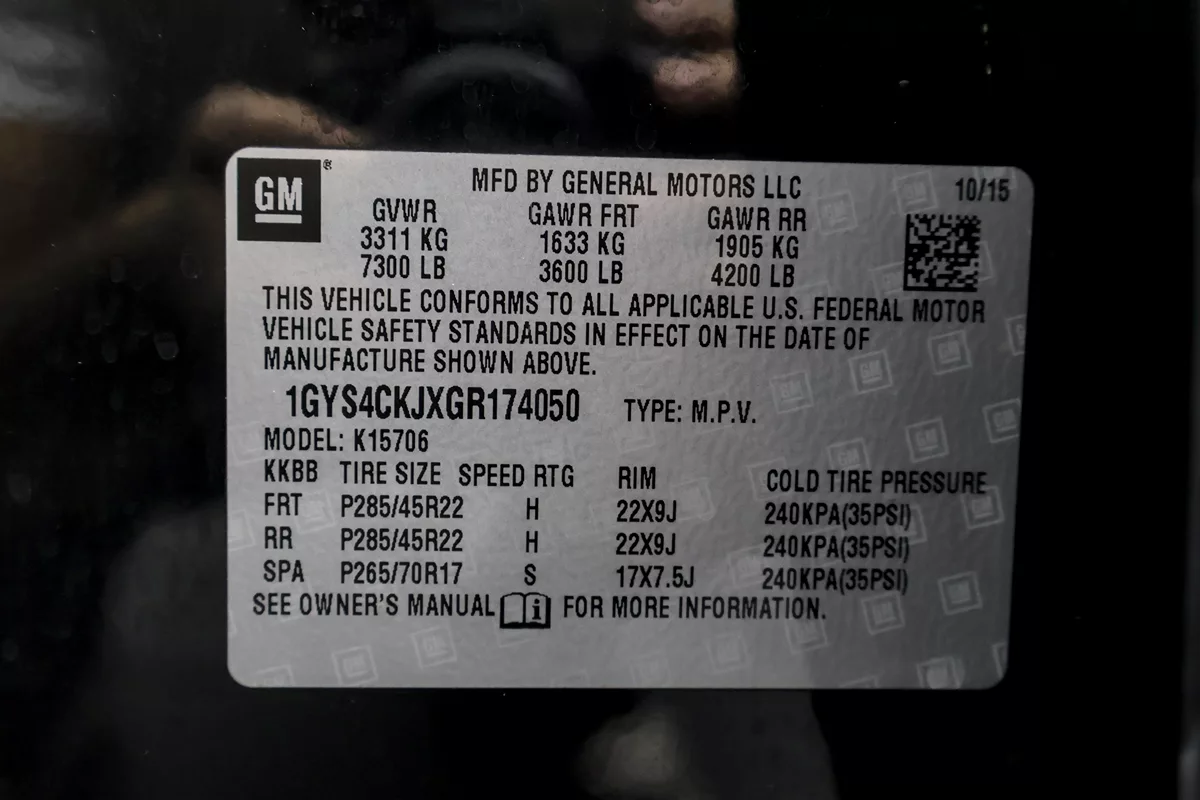 GM®
MFD BY GENERAL MOTORS LLC 10/15
GVWR GAWR FRT GAWR RR
3311 KG 1633 KG 1905 KG
7300 LB 3600 LB 4200 LB
THIS VEHICLE CONFORMS TO ALL APPLICABLE U.S. FEDERAL MOTOR
VEHICLE SAFETY STANDARDS IN EFFECT ON THE DATE OF
MANUFACTURE SHOWN ABOVE.
1GYS4CKJXGR174050 TYPE: M.P.V.
MODEL: K15706
KKBB TIRE SIZE SPEED RTG RIM COLD TIRE PRESSURE
FRT P285/45R22 H 22X9J 240KPA(35PSI)
RR P285/45R22 H 22X9J 240KPA(35PSI)
SPA P265/70R17 S 17X7.5J 240KPA(35PSI)
SEE OWNER'S MANUAL i FOR MORE INFORMATION.